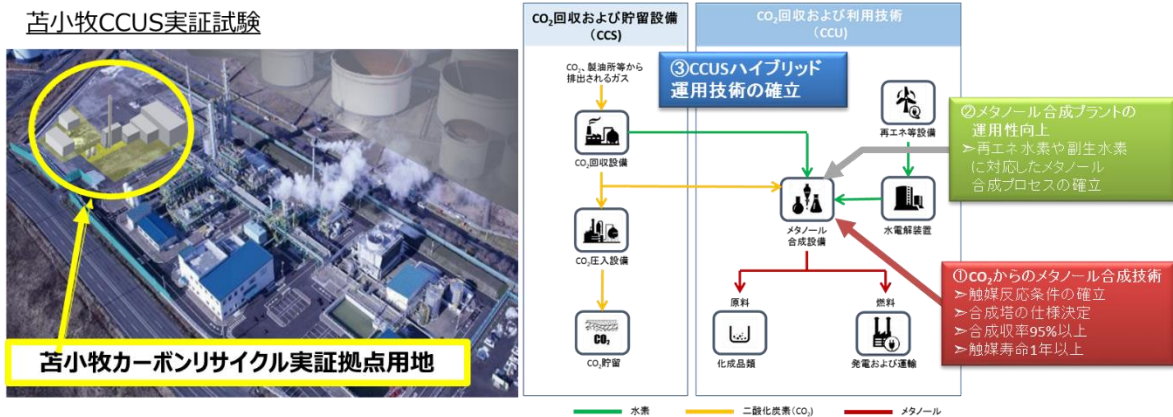 苫小牧CCUS実証試験
苫小牧カーボンリサイクル実証拠点用地
CO₂回収および貯留設備
(CCS)
CO₂、製油所等から
排出されるガス
CO₂回収設備
CO₂圧入設備
CO₂
CO₂貯留
CO₂回収および利用技術
(CCU)
③CCUSハイブリッド
運用技術の確立
再エネ等設備
メタノール
合成設備
水電解装置
原料
燃料
化成品類
発電および運輸
②メタノール合成プラントの
運用性向上
➢再エネ水素や副生水素
に対応したメタノール
合成プロセスの確立
①CO₂からのメタノール合成技術
➢触媒反応条件の確立
➢合成塔の仕様決定
➢合成収率95%以上
➢触媒寿命1年以上
水素
二酸化炭素(CO₂)
メタノール